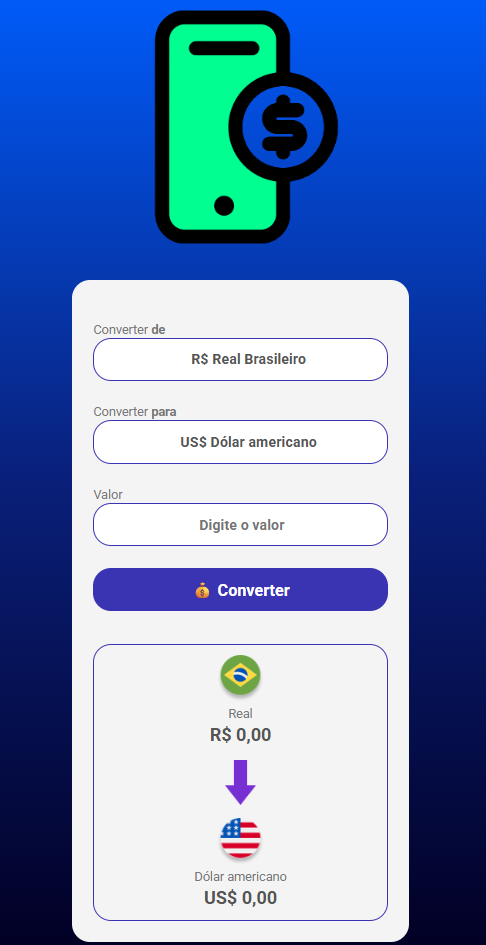 $
Converter de
R$ Real Brasileiro
Converter para
US$ Dólar americano
Valor
Digite o valor
Converter
Real
R$ 0,00
Dólar americano
US$ 0,00